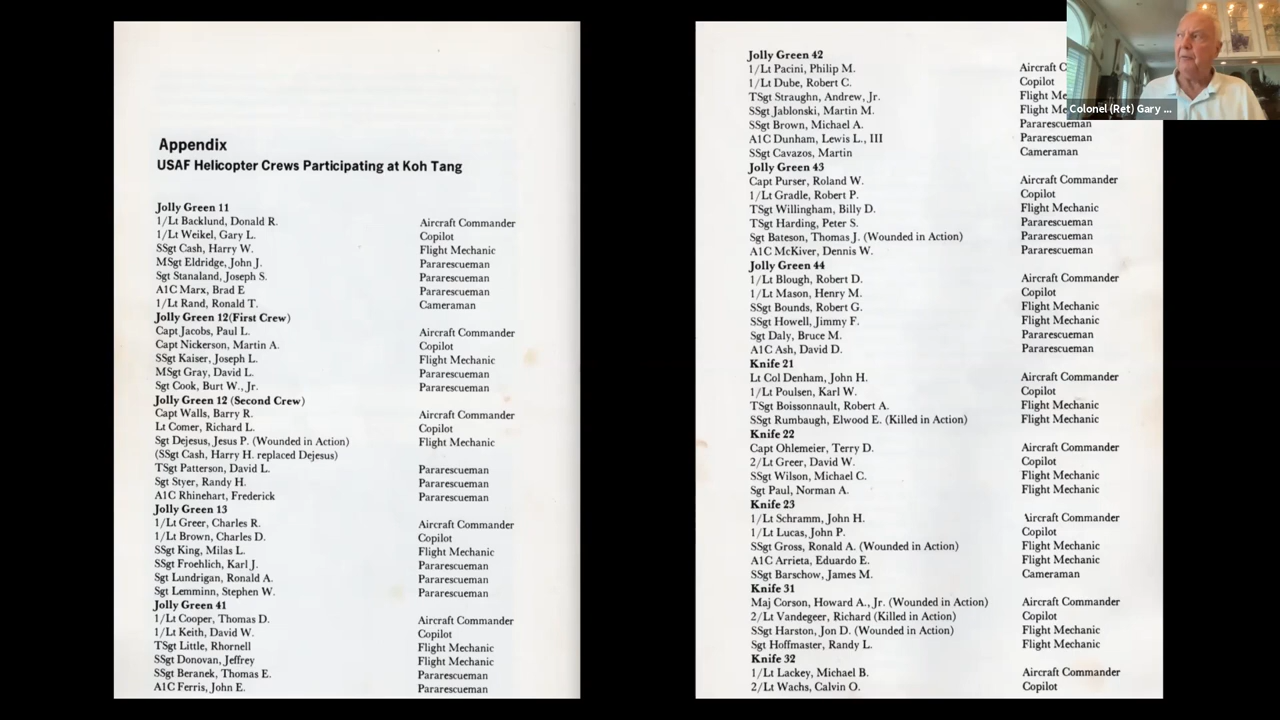 Appendix
USAF Helicopter Crews Participating at Koh Tang
Jolly Green 11
1/Lt Backlund, Donald R. Aircraft Commander
1/Lt Weikel, Gary L. Copilot
SSgt Cash, Harry W. Flight Mechanic
MSgt Eldridge, John J. Pararescueman
Sgt Stanaland, Joseph S. Pararescueman
A1C Marx, Brad E Pararescueman
1/Lt Rand, Ronald T. Cameraman
Jolly Green 12(First Crew)
Capt Jacobs, Paul L. Aircraft Commander
Capt Nickerson, Martin A. Copilot
SSgt Kaiser, Joseph L. Flight Mechanic
MSgt Gray, David L. Pararescueman
Sgt Cook, Burt W., Jr. Pararescueman
Jolly Green 12 (Second Crew)
Capt Walls, Barry R. Aircraft Commander
Lt Comer, Richard L. Copilot
Sgt Dejesus, Jesus P. (Wounded in Action) Flight Mechanic
(SSgt Cash, Harry H. replaced Dejesus)
TSgt Patterson, David L. Pararescueman
Sgt Styer, Randy H. Pararescueman
A1C Rhinehart, Frederick Pararescueman
Jolly Green 13
1/Lt Greer, Charles R. Aircraft Commander
1/Lt Brown, Charles D. Copilot
SSgt King, Milas L. Flight Mechanic
SSgt Froehlich, Karl J. Pararescueman
Sgt Lundrigan, Ronald A. Pararescueman
Sgt Lemminn, Stephen W. Pararescueman
Jolly Green 41
1/Lt Cooper, Thomas D. Aircraft Commander
1/Lt Keith, David W. Copilot
TSgt Little, Rhornell Flight Mechanic
SSgt Donovan, Jeffrey Flight Mechanic
SSgt Beranek, Thomas E. Pararescueman
A1C Ferris, John E. Pararescueman
Jolly Green 42
1/Lt Pacini, Philip M. Aircraft C
1/Lt Dube, Robert C. Copilot
TSgt Straughn, Andrew, Jr. Flight Me
SSgt Jablonski, Martin M. Flight Me
SSgt Brown, Michael A. Pararescueman
A1C Dunham, Lewis L., III Pararescueman
SSgt Cavazos, Martin Cameraman
Jolly Green 43
Capt Purser, Roland W. Aircraft Commander
1/Lt Gradle, Robert P. Copilot
TSgt Willingham, Billy D. Flight Mechanic
TSgt Harding, Peter S. Pararescueman
Sgt Bateson, Thomas J. (Wounded in Action) Pararescueman
A1C McKiver, Dennis W. Pararescueman
Jolly Green 44
1/Lt Blough, Robert D. Aircraft Commander
1/Lt Mason, Henry M. Copilot
SSgt Bounds, Robert G. Flight Mechanic
SSgt Howell, Jimmy F. Flight Mechanic
Sgt Daly, Bruce M. Pararescueman
A1C Ash, David D. Pararescueman
Knife 21
Lt Col Denham, John H. Aircraft Commander
1/Lt Poulsen, Karl W. Copilot
TSgt Boissonnault, Robert A. Flight Mechanic
SSgt Rumbaugh, Elwood E. (Killed in Action) Flight Mechanic
Knife 22
Capt Ohlemeier, Terry D. Aircraft Commander
2/Lt Greer, David W. Copilot
SSgt Wilson, Michael C. Flight Mechanic
Sgt Paul, Norman A. Flight Mechanic
Knife 23
1/Lt Schramm, John H. Aircraft Commander
1/Lt Lucas, John P. Copilot
SSgt Gross, Ronald A. (Wounded in Action) Flight Mechanic
A1C Arrieta, Eduardo E. Flight Mechanic
SSgt Barschow, James M. Cameraman
Knife 31
Maj Corson, Howard A., Jr. (Wounded in Action) Aircraft Commander
2/Lt Vandegeer, Richard (Killed in Action) Copilot
SSgt Harston, Jon D. (Wounded in Action) Flight Mechanic
Sgt Hoffmaster, Randy L. Flight Mechanic
Knife 32
1/Lt Lackey, Michael B. Aircraft Commander
2/Lt Wachs, Calvin O. Copilot
Colonel (Ret) Gary ...